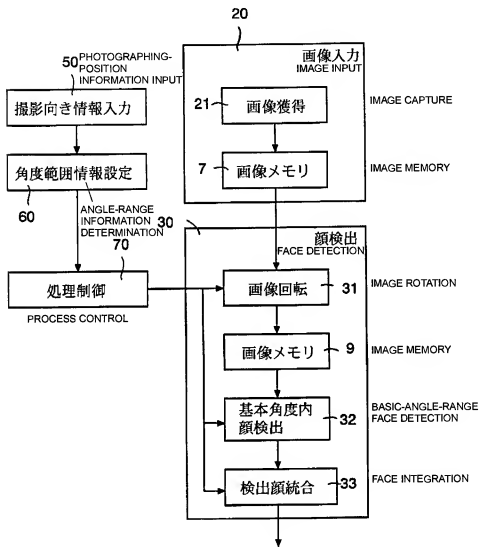 20
50 PHOTOGRAPHING-
POSITION
INFORMATION INPUT
撮影向き情報入力
角度範囲情報設定
60
ANGLE-RANGE
INFORMATION
DETERMINATION
70
処理制御
PROCESS CONTROL
画像入力
IMAGE INPUT
21
画像獲得
IMAGE CAPTURE
7
画像メモリ
IMAGE MEMORY
30
顔検出
FACE DETECTION
画像回転
31
IMAGE ROTATION
画像メモリ
9
IMAGE MEMORY
基本角度内
顔検出
32
BASIC-ANGLE-RANGE
FACE DETECTION
検出顔統合
33
FACE INTEGRATION